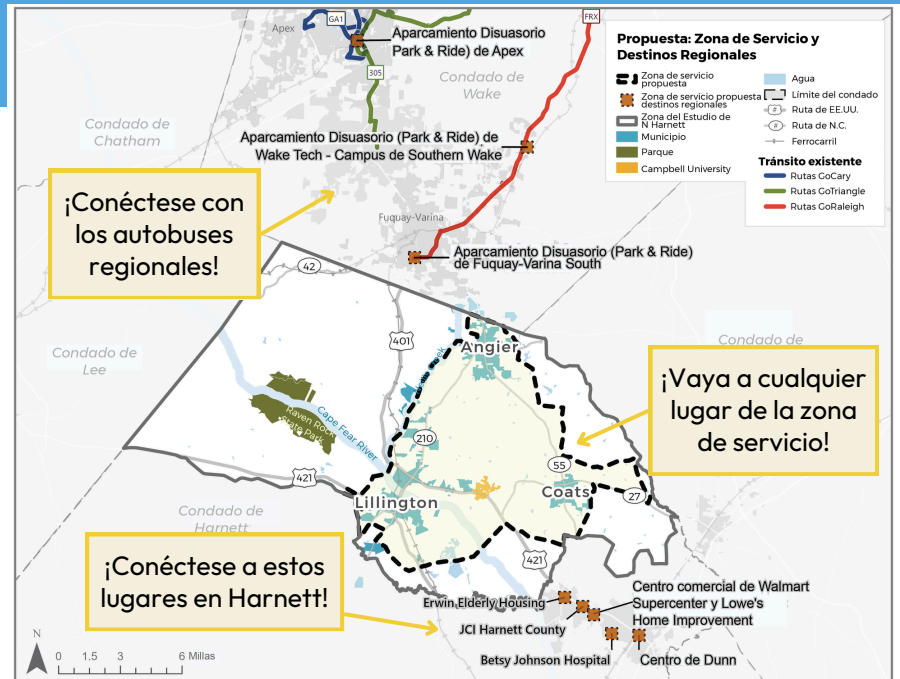 GA1
FRX
Apex
Aparcamiento Disuasorio
Park & Ride) de Apex
305
Condado de
Wake
Condado de
Chatham
Aparcamiento Disuasorio (Park & Ride) de
Wake Tech - Campus de Southern Wake
Propuesta: Zona de Servicio y
Destinos Regionales
Zona de servicio
propuesta
Zona de servicio propuesta
destinos regionales
Zona del Estudio de
N Harnett
Municipio
Parque
Campbell University
Agua
Límite del condado
#
Ruta de EE.UU.
#
Ruta de N.C.
Ferrocarril
Tránsito existente
Rutas GoCary
Rutas GoTriangle
Rutas GoRaleigh
¡Conéctese con
los autobuses
regionales!
Fuquay-Varina
Aparcamiento Disuasorio (Park & Ride)
de Fuquay-Varina South
42
401
Angier
Condado de
Lee
Condado de
¡Vaya a cualquier
lugar de la zona
de servicio!
Raven Rock
State Park
Cape Fear River
210
55
421
Lillington
Coats
27
Condado de
Harnett
421
¡Conéctese a estos
lugares en Harnett!
Erwin Elderly Housing
JCI Harnett County
Centro comercial de Walmart
Supercenter y Lowe's
Home Improvement
Betsy Johnson Hospital
Centro de Dunn
N
0 1.5 3 6 Millas